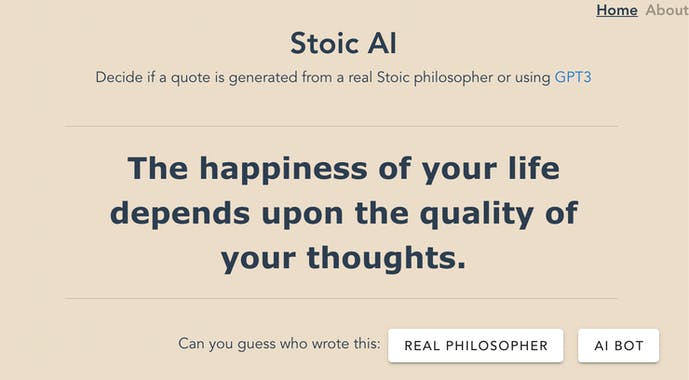 Home About
Stoic AI
Decide if a quote is generated from a real Stoic philosopher or using GPT3
The happiness of your life
depends upon the quality of
your thoughts.
Can you guess who wrote this: REAL PHILOSOPHER AI BOT